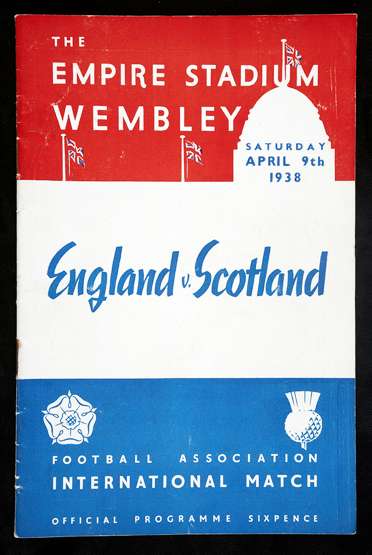 THE
EMPIRE STADIUM
WEMBLEY
SATURDAY
APRIL 9th
1938
England v. Scotland
FOOTBALL ASSOCIATION
INTERNATIONAL MATCH
OFFICIAL PROGRAMME SIXPENCE